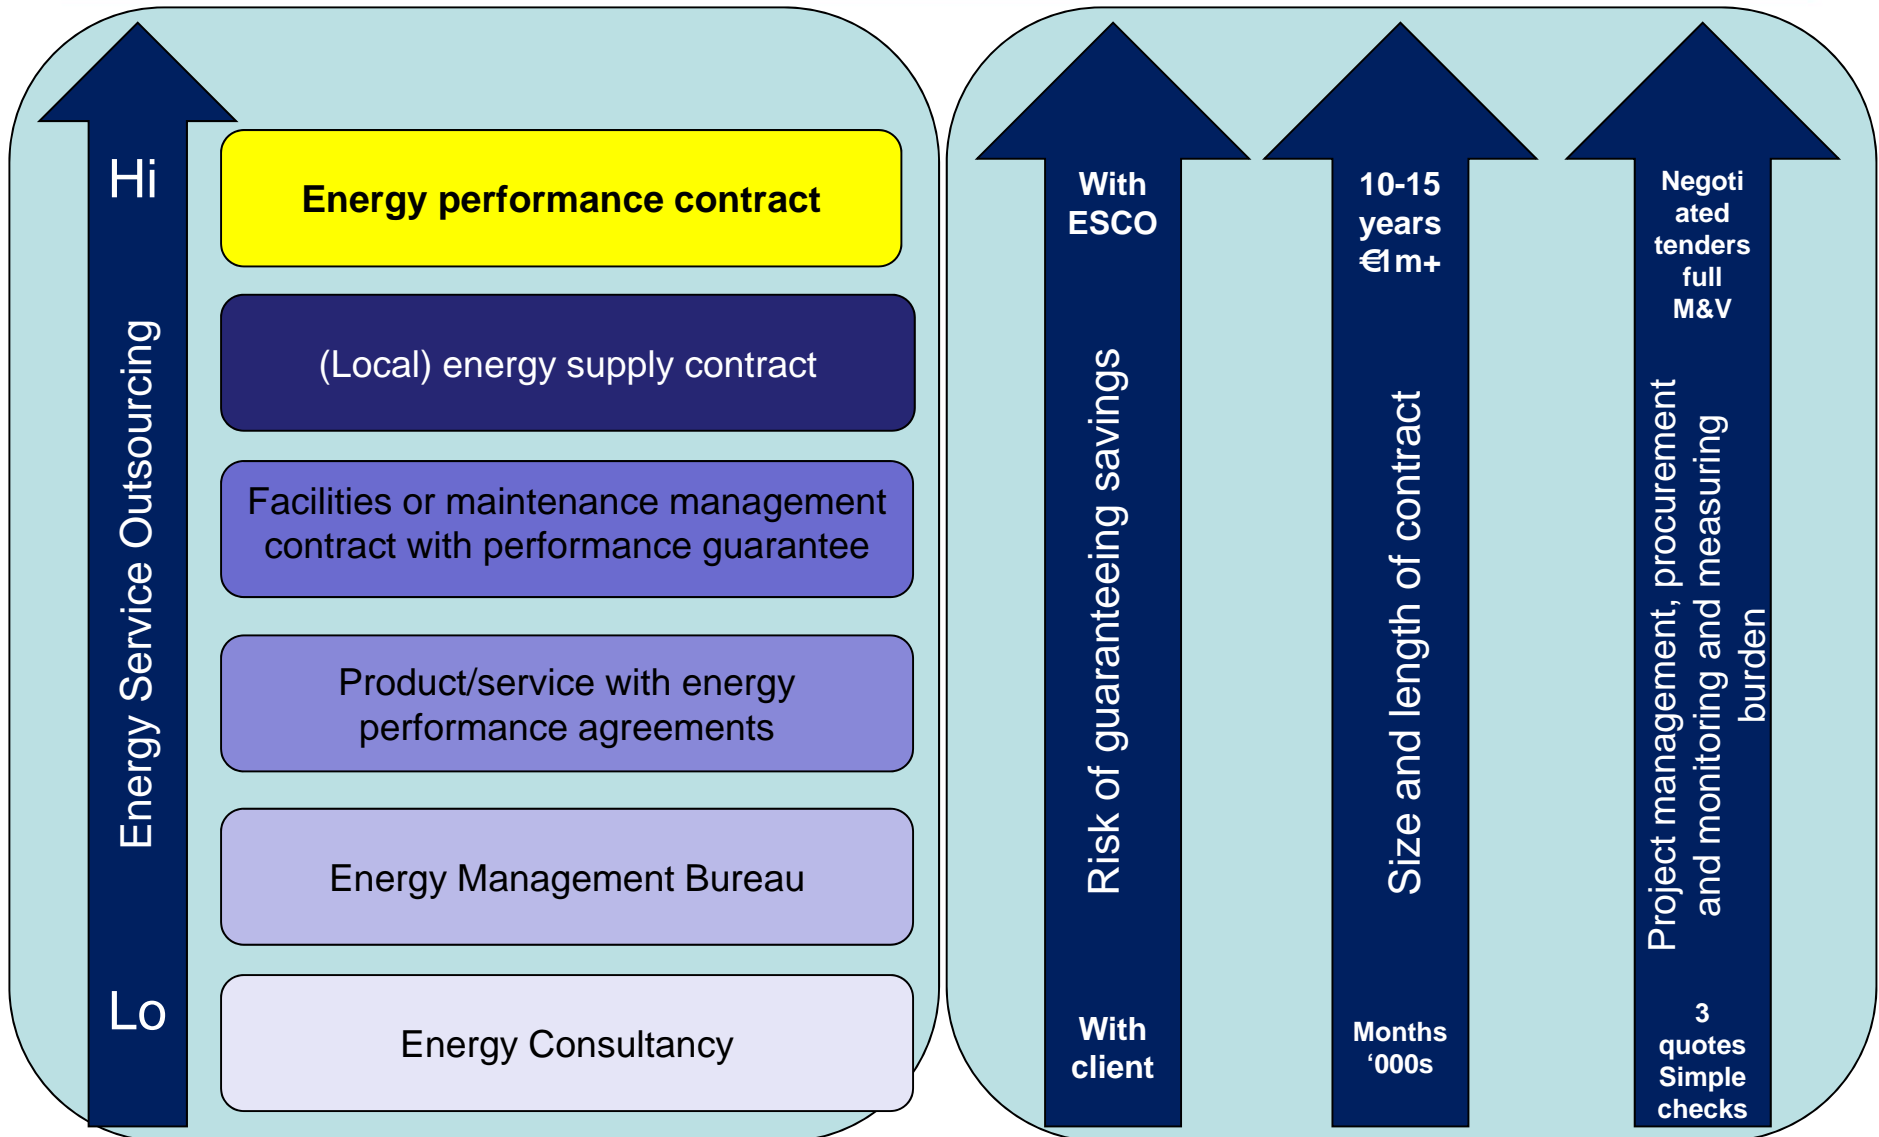 Hi
Energy Service Outsourcing
Lo
Energy performance contract
(Local) energy supply contract
Facilities or maintenance management
contract with performance guarantee
Product/service with energy
performance agreements
Energy Management Bureau
Energy Consultancy
With
ESCO
Risk of guaranteeing savings
With
client
10-15
years
€1m+
Size and length of contract
Months
‘000s
Negoti
ated
tenders
full
M&V
Project management, procurement
and monitoring and measuring
burden
3
quotes
Simple
checks